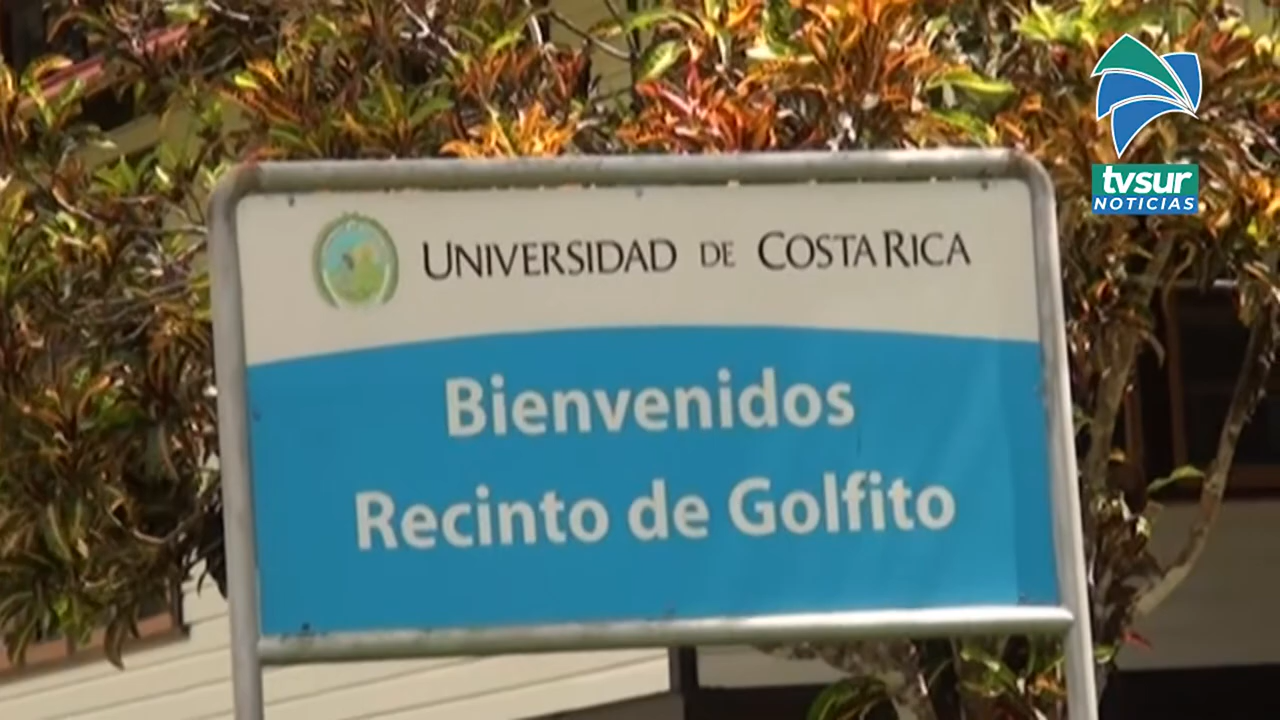 tvsur
NOTICIAS
UNIVERSIDAD DE COSTA RICA
Bienvenidos
Recinto de Golfito